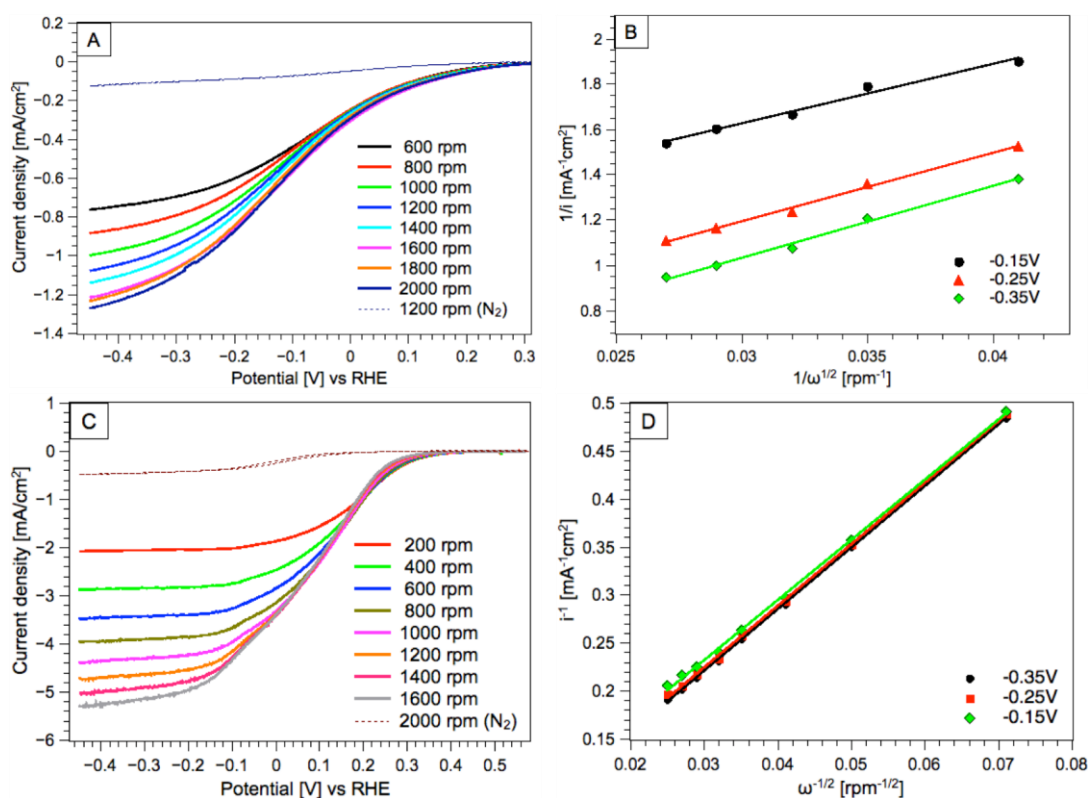 A
Current density [mA/cm²]
0.2
0
−0.2
−0.4
−0.6
−0.8
−1
−1.2
−1.4
600 rpm
800 rpm
1000 rpm
1200 rpm
1400 rpm
1600 rpm
1800 rpm
2000 rpm
1200 rpm (N₂)
−0.4 −0.3 −0.2 −0.1 0 0.1 0.2 0.3
Potential [V] vs RHE
B
1/i [mA⁻¹cm2]
2
1.8
1.6
1.4
1.2
1
0.8
-0.15V
-0.25V
-0.35V
0.025 0.03 0.035 0.04
1/ω^1/2 [rpm⁻¹]
C
Current density [mA/cm²]
1
0
−1
−2
−3
−4
−5
−6
200 rpm
400 rpm
600 rpm
800 rpm
1000 rpm
1200 rpm
1400 rpm
1600 rpm
2000 rpm (N₂)
−0.4 −0.3 −0.2 −0.1 0 0.1 0.2 0.3 0.4 0.5
Potential [V] vs RHE
D
i⁻¹ [mA⁻¹cm²]
0.5
0.45
0.4
0.35
0.3
0.25
0.2
0.15
-0.35V
-0.25V
-0.15V
0.02 0.03 0.04 0.05 0.06 0.07 0.08
ω^-1/2 [rpm^-1/2]